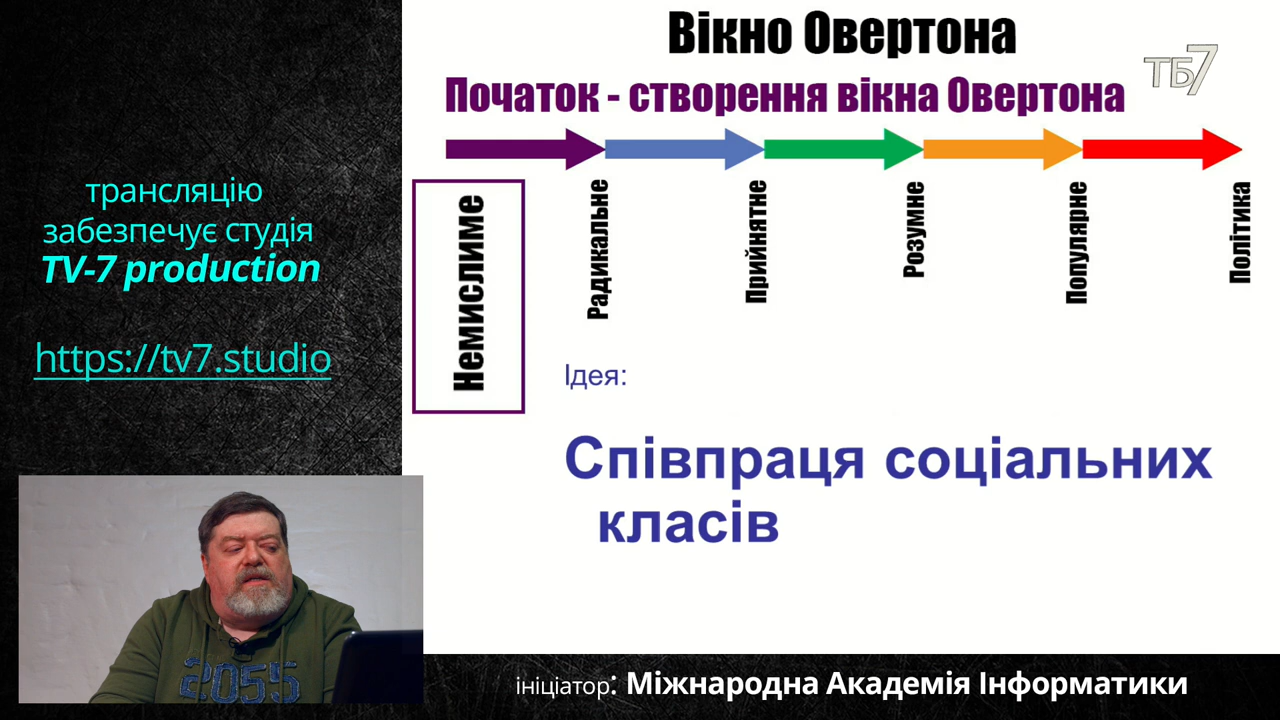 трансляцію
забезпечує студія
TV-7 production
https://tv7.studio
Вікно Овертона
ТБ7
Початок - створення вікна Овертона
Немислиме
Радикальне
Прийнятне
Розумне
Популярне
Політика
Ідея:
Співпраця соціальних
класів
2055
ініціатор: Міжнародна Академія Інформатики